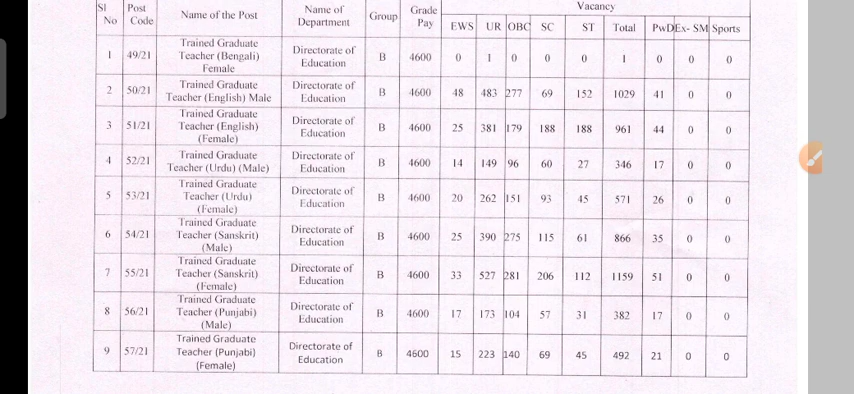 Sl No Post Code Name of the Post Name of Department Group Grade Pay Vacancy
EWS UR OBC SC ST Total PwD Ex- SM Sports
1 49/21 Trained Graduate Teacher (Bengali) Female Directorate of Education B 4600 0 1 0 0 0 1 0 0 0
2 50/21 Trained Graduate Teacher (English) Male Directorate of Education B 4600 48 483 277 69 152 1029 41 0 0
3 51/21 Trained Graduate Teacher (English) (Female) Directorate of Education B 4600 25 381 179 188 188 961 44 0 0
4 52/21 Trained Graduate Teacher (Urdu) (Male) Directorate of Education B 4600 14 149 96 60 27 346 17 0 0
5 53/21 Trained Graduate Teacher (Urdu) (Female) Directorate of Education B 4600 20 262 151 93 45 571 26 0 0
6 54/21 Trained Graduate Teacher (Sanskrit) (Male) Directorate of Education B 4600 25 390 275 115 61 866 35 0 0
7 55/21 Trained Graduate Teacher (Sanskrit) (Female) Directorate of Education B 4600 33 527 281 206 112 1159 51 0 0
8 56/21 Trained Graduate Teacher (Punjabi) (Male) Directorate of Education B 4600 17 173 104 57 31 382 17 0 0
9 57/21 Trained Graduate Teacher (Punjabi) (Female) Directorate of Education B 4600 15 223 140 69 45 492 21 0 0